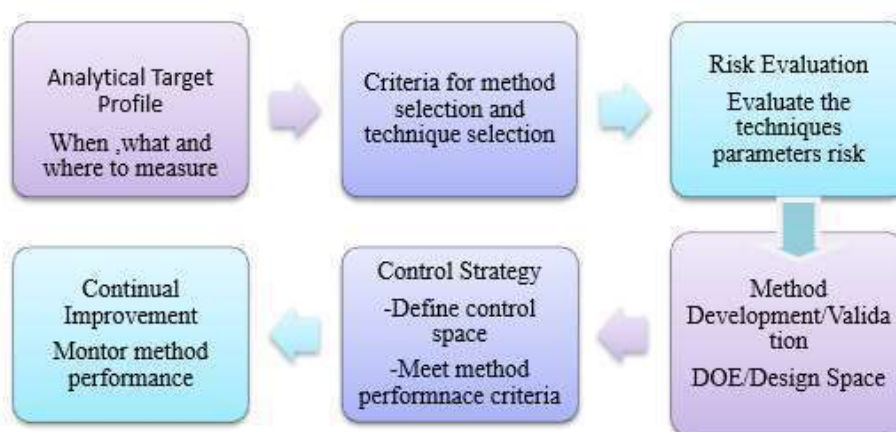 Analytical Target
Profile
When ,what and
where to measure
Criteria for method
selection and
technique selection
Risk Evaluation
Evaluate the
techniques
parameters risk
Method
Development/Valida
tion
DOE/Design Space
Control Strategy
-Define control
space
-Meet method
performnace criteria
Continual
Improvement
Montor method
performance